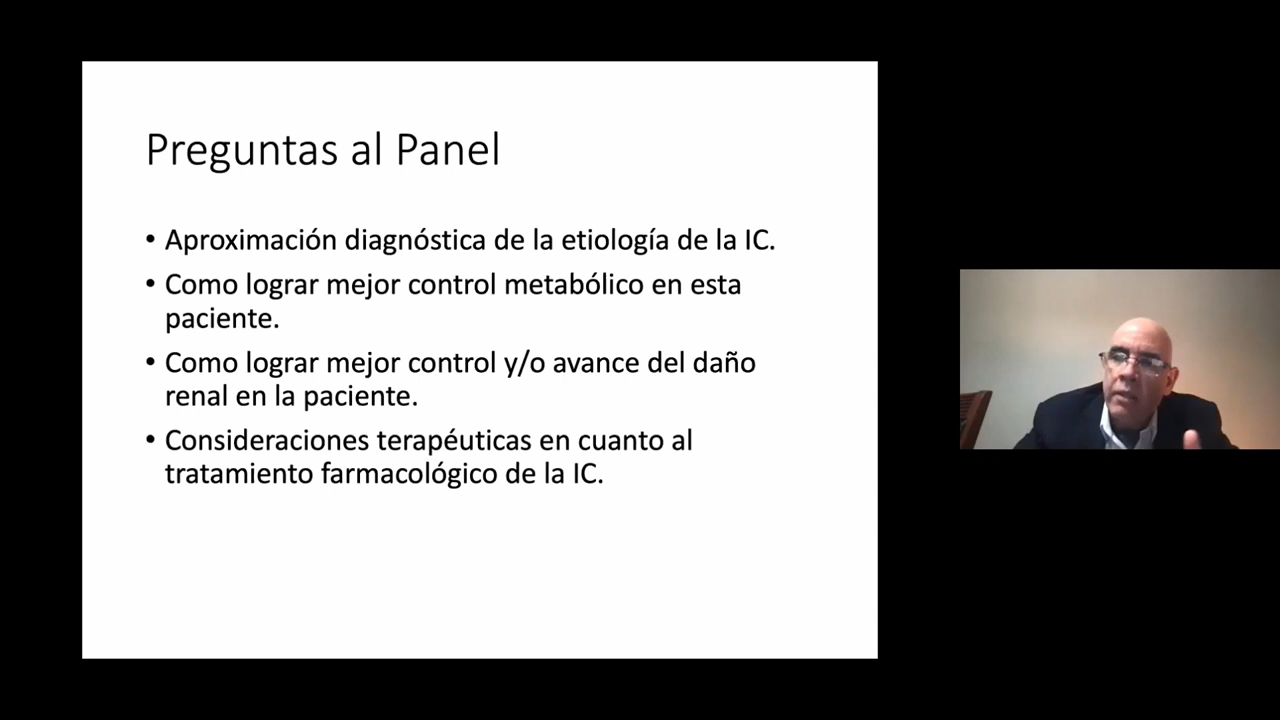 Preguntas al Panel
• Aproximación diagnóstica de la etiología de la IC.
• Como lograr mejor control metabólico en esta
paciente.
• Como lograr mejor control y/o avance del daño
renal en la paciente.
• Consideraciones terapéuticas en cuanto al
tratamiento farmacológico de la IC.